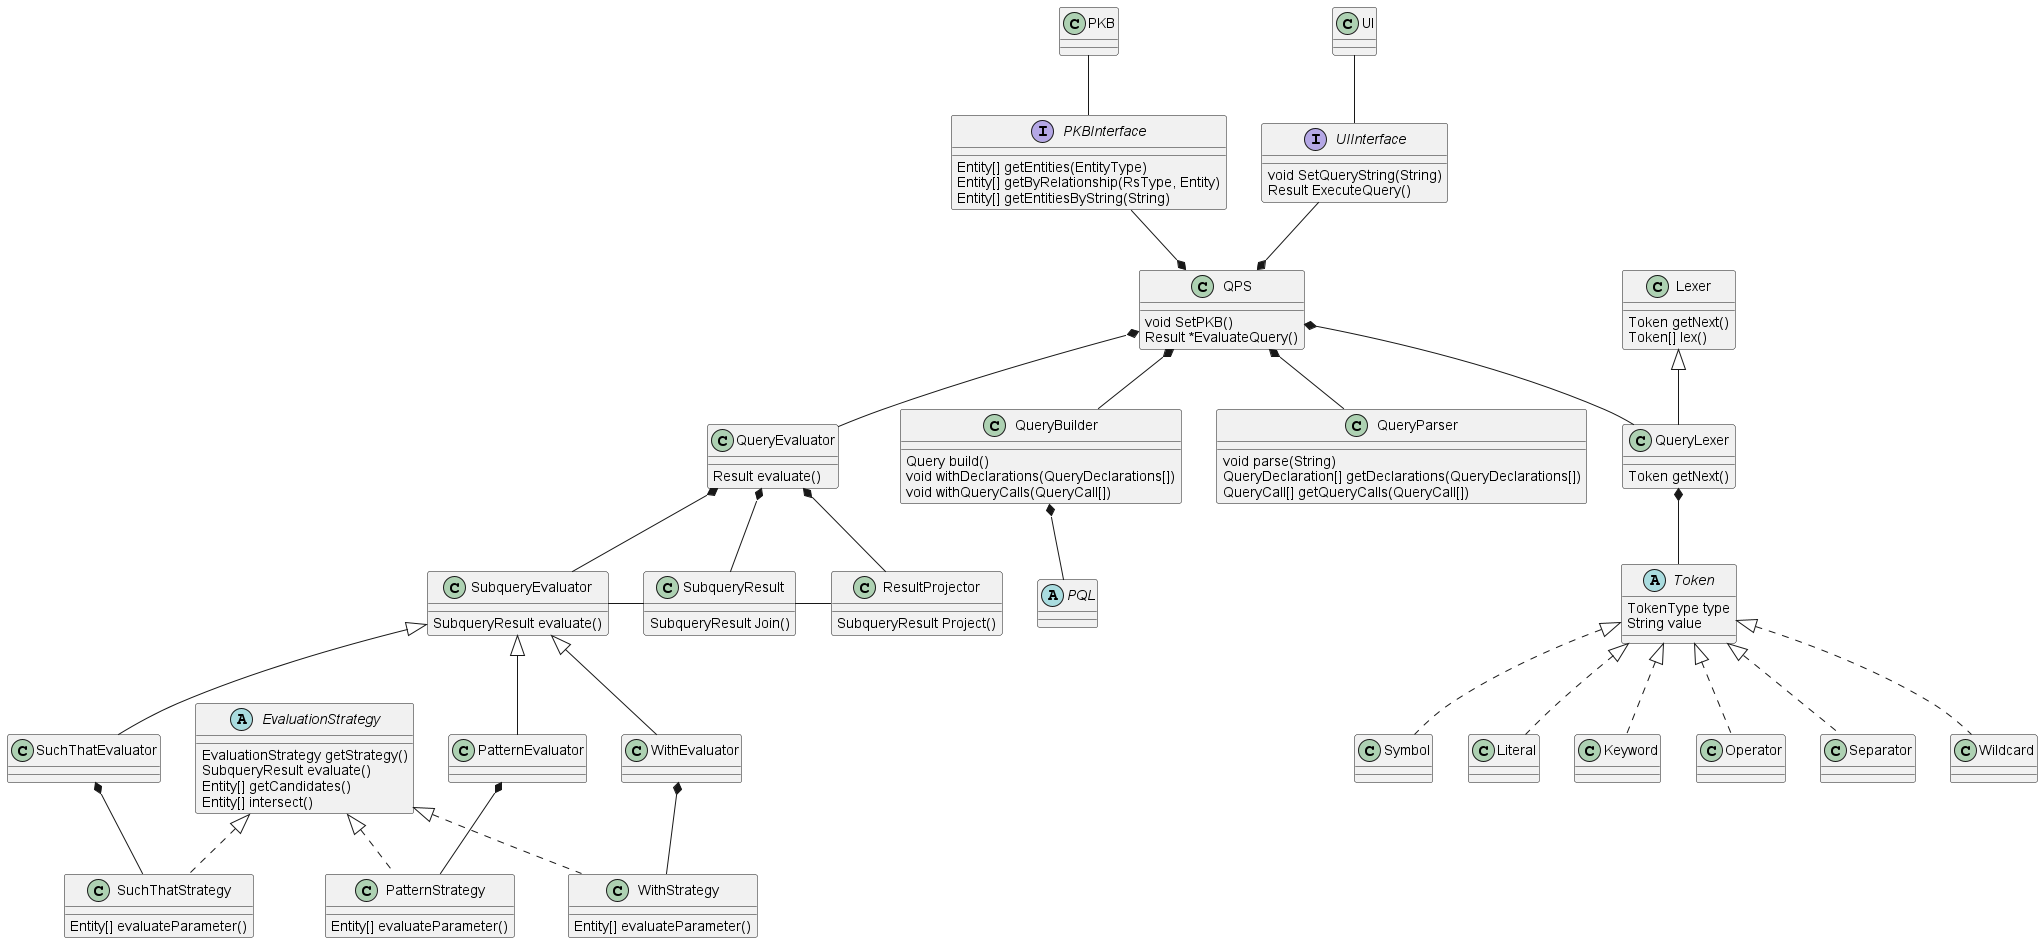 C PKB
C UI
I PKBInterface
Entity[] getEntities(EntityType)
Entity[] getByRelationship(RsType, Entity)
Entity[] getEntitiesByString(String)
I UIInterface
void SetQueryString(String)
Result ExecuteQuery()
C QPS
void SetPKB()
Result *EvaluateQuery()
C Lexer
Token getNext()
Token[] lex()
C QueryEvaluator
Result evaluate()
C QueryBuilder
Query build()
void withDeclarations(QueryDeclarations[])
void withQueryCalls(QueryCall[])
C QueryParser
void parse(String)
QueryDeclaration[] getDeclarations(QueryDeclarations[])
QueryCall[] getQueryCalls(QueryCall[])
C QueryLexer
Token getNext()
C SubqueryEvaluator
SubqueryResult evaluate()
C SubqueryResult
SubqueryResult Join()
C ResultProjector
SubqueryResult Project()
A PQL
A Token
TokenType type
String value
C SuchThatEvaluator
A EvaluationStrategy
EvaluationStrategy getStrategy()
SubqueryResult evaluate()
Entity[] getCandidates()
Entity[] intersect()
C PatternEvaluator
C WithEvaluator
C Symbol
C Literal
C Keyword
C Operator
C Separator
C Wildcard
C SuchThatStrategy
Entity[] evaluateParameter()
C PatternStrategy
Entity[] evaluateParameter()
C WithStrategy
Entity[] evaluateParameter()